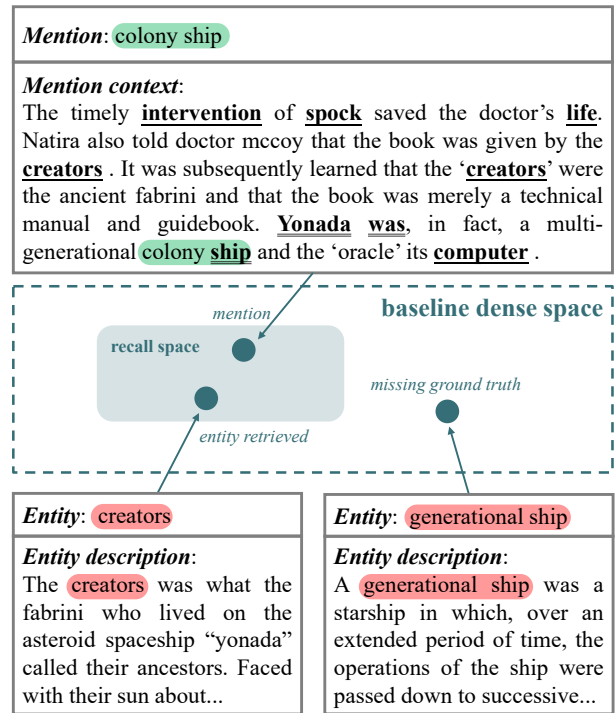 Mention: colony ship
Mention context:
The timely intervention of spock saved the doctor's life.
Natira also told doctor mccoy that the book was given by the
creators . It was subsequently learned that the ‘creators’ were
the ancient fabrini and that the book was merely a technical
manual and guidebook. Yonada was, in fact, a multi-
generational colony ship and the ‘oracle’ its computer .
baseline dense space
mention
recall space
missing ground truth
entity retrieved
Entity: creators
Entity description:
The creators was what the
fabrini who lived on the
asteroid spaceship “yonada”
called their ancestors. Faced
with their sun about...
Entity: generational ship
Entity description:
A generational ship was a
starship in which, over an
extended period of time, the
operations of the ship were
passed down to successive...